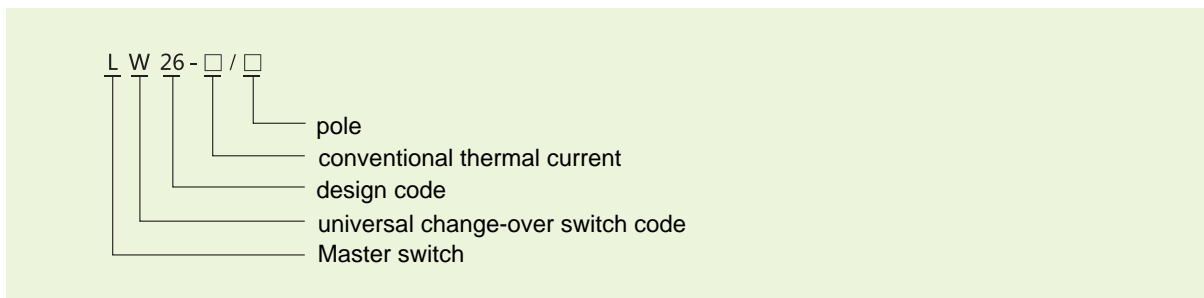 L W 26 - □ / □
pole
conventional thermal current
design code
universal change-over switch code
Master switch